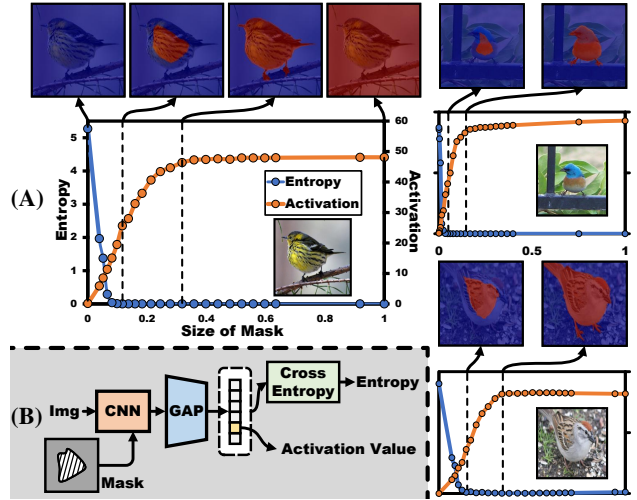 (A)
Entropy
5
4
3
2
1
0
Entropy
Activation
60
50
40
30
20
10
0
Activation
0 0.2 0.4 0.6 0.8 1
Size of Mask
0 0.5 1
(B)
Img
CNN
GAP
Cross
Entropy
Entropy
Activation Value
Mask